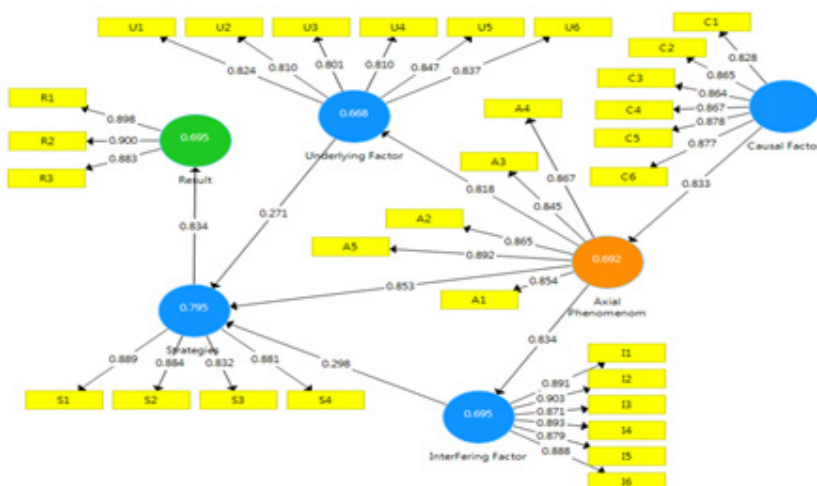 U1
U2
U3
U4
U5
U6
0.824
0.810
0.801
0.810
0.847
0.837
0.668
Underlying Factor
R1
R2
R3
0.898
0.900
0.883
0.695
Result
C1
C2
C3
C4
C5
C6
0.828
0.865
0.864
0.867
0.878
0.877
Causal Factor
A4
A3
A2
A5
A1
0.867
0.845
0.865
0.892
0.854
0.692
Axial
Phenomenom
0.818
0.833
0.271
0.834
0.853
0.834
0.298
0.795
Strategies
0.889
0.884
0.832
0.881
S1
S2
S3
S4
0.695
InterFering Factor
0.891
0.903
0.871
0.893
0.879
0.888
I1
I2
I3
I4
I5
I6